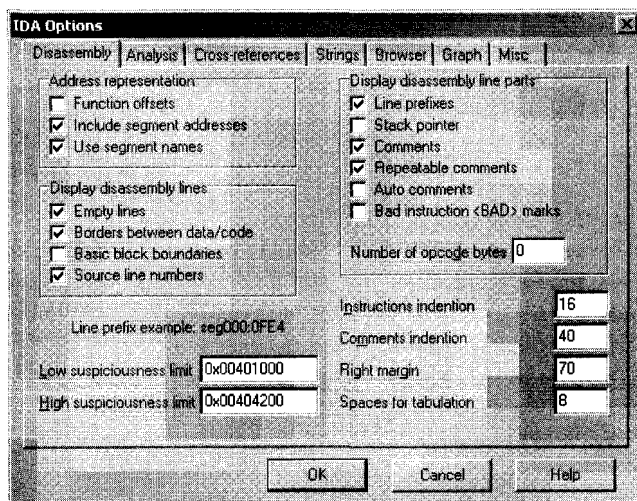 IDA Options
Disassembly Analysis Cross-references Strings Browser Graph Misc
Address representation
Function offsets
Include segment addresses
Use segment names
Display disassembly lines
Empty lines
Borders between data/code
Basic block boundaries
Source line numbers
Line prefix example: seg000:0FE4
Low suspiciousness limit 0x00401000
High suspiciousness limit 0x00404200
Display disassembly line parts
Line prefixes
Stack pointer
Comments
Repeatable comments
Auto comments
Bad instruction <BAD> marks
Number of opcode bytes 0
Instructions indention 16
Comments indention 40
Right margin 70
Spaces for tabulation 8
OK Cancel Help